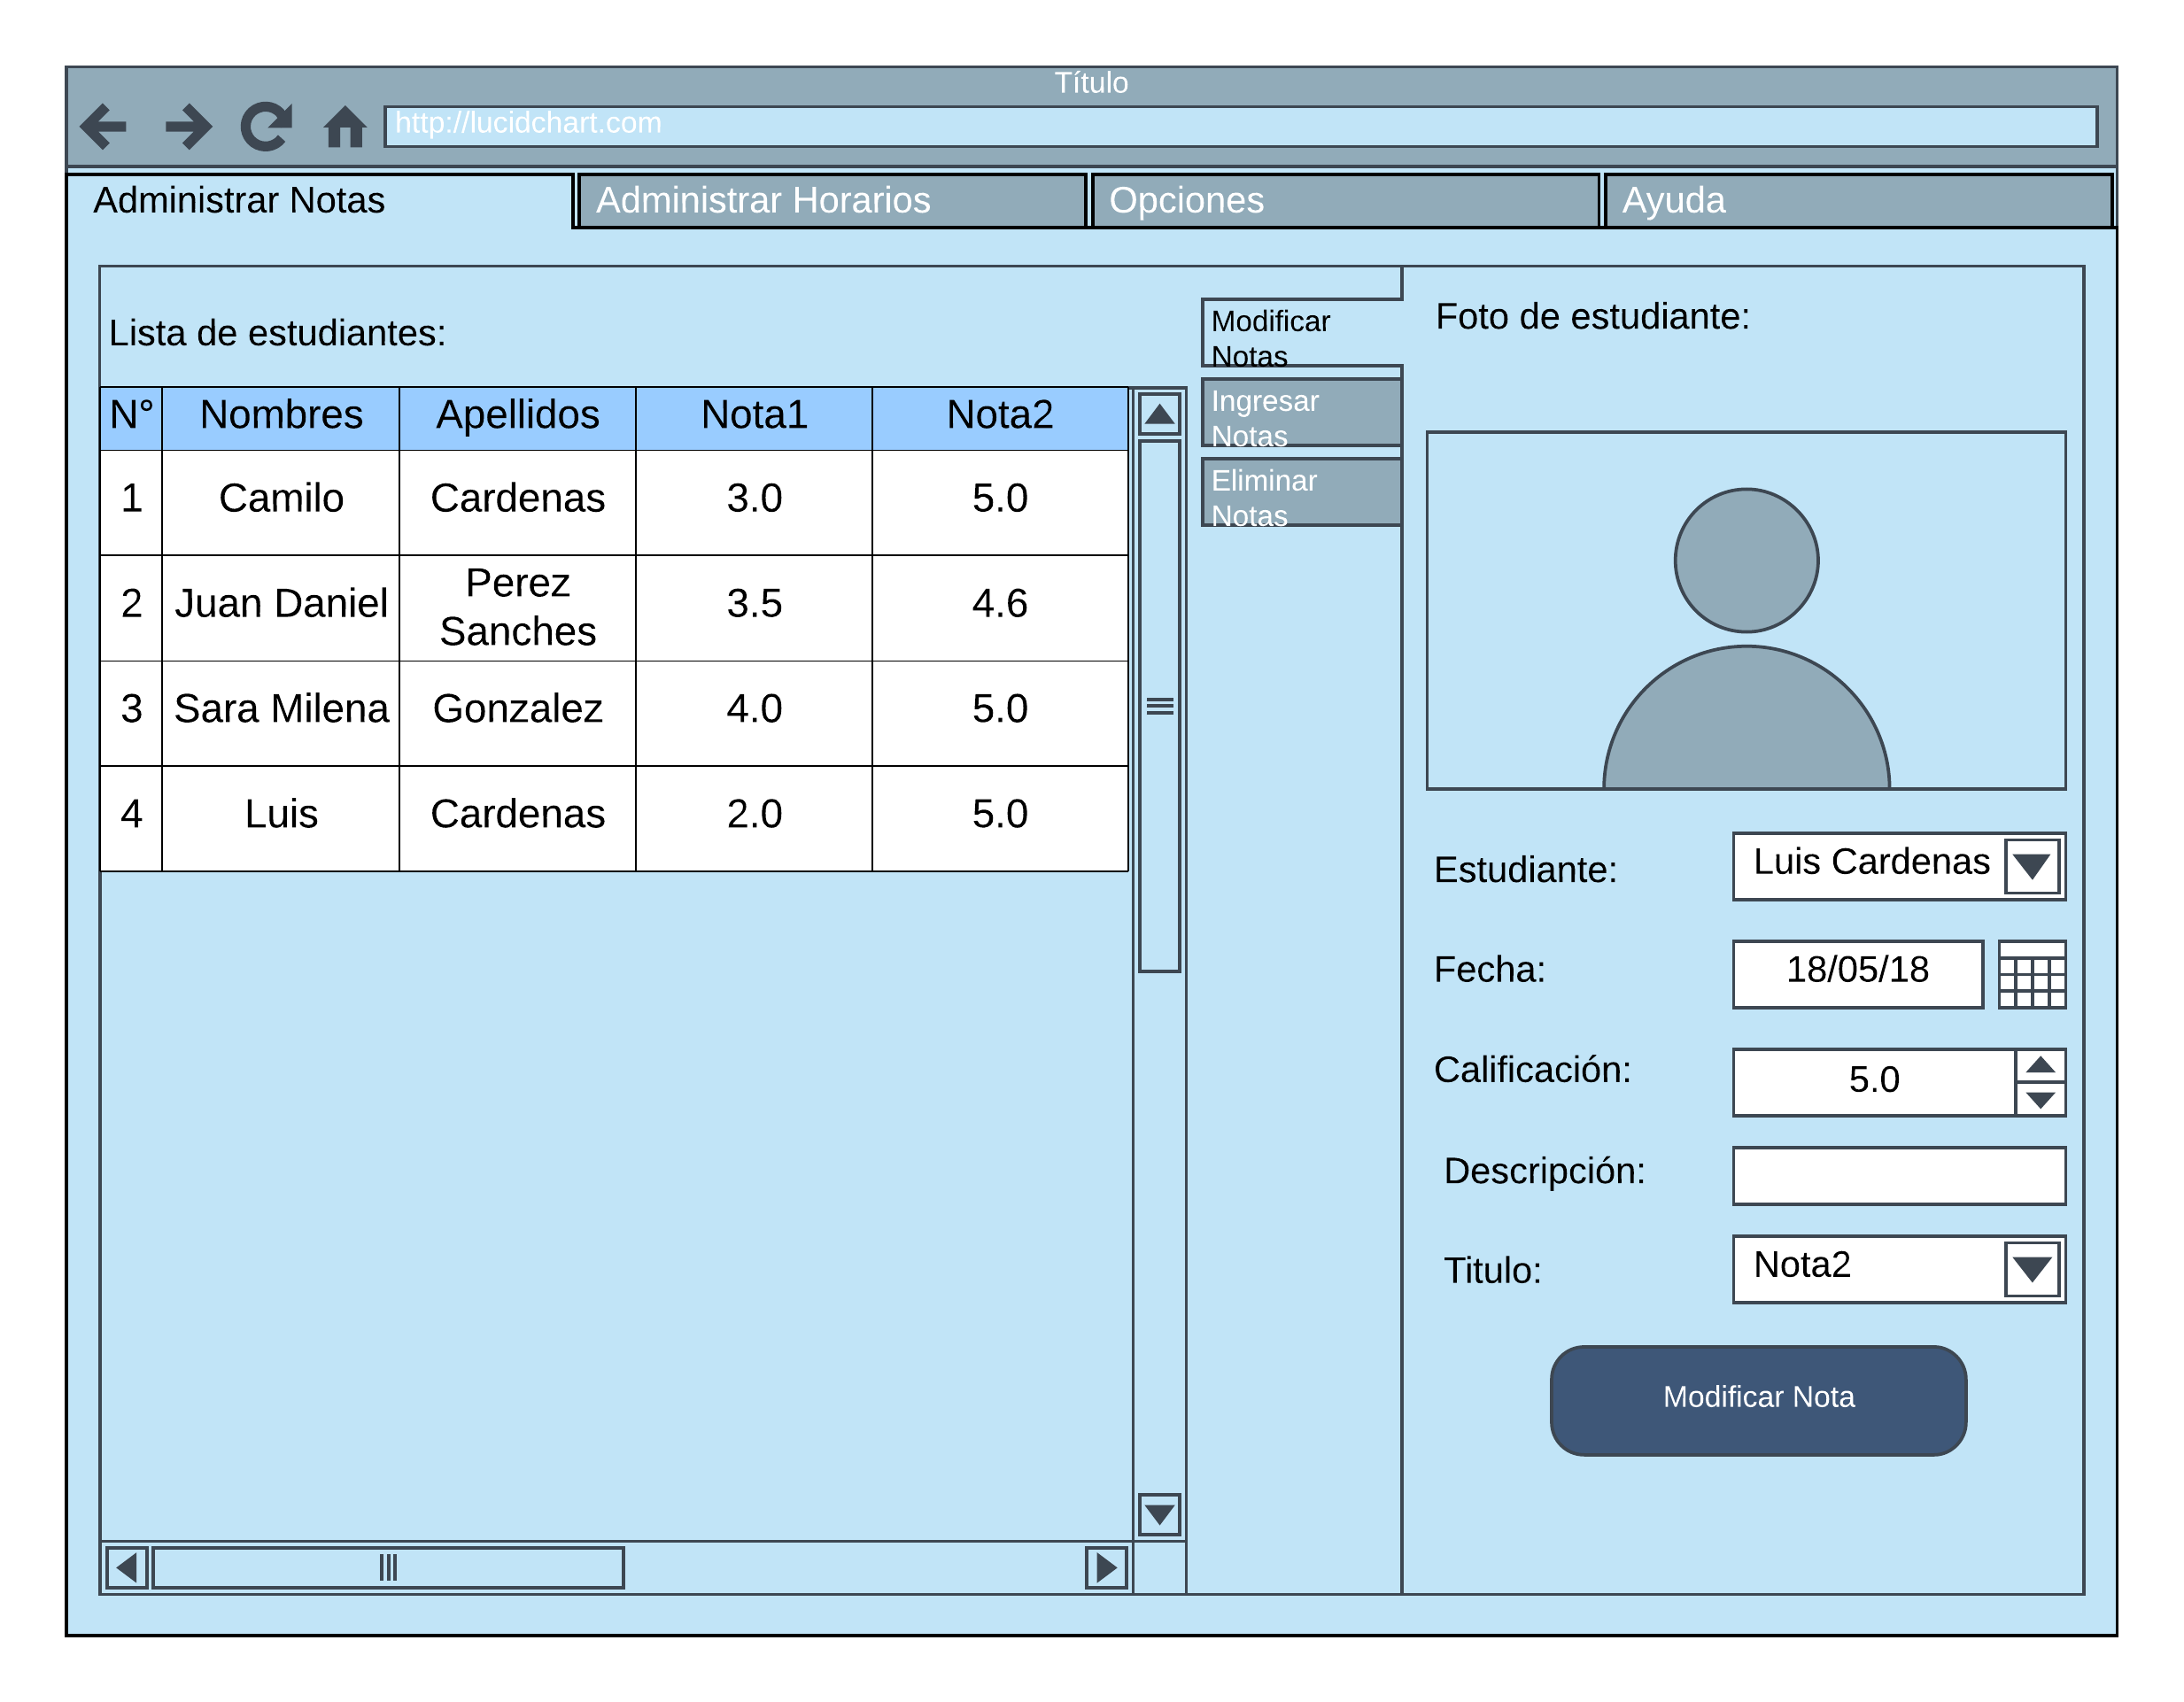 Título
http://lucidchart.com
Administrar Notas
Administrar Horarios
Opciones
Ayuda
Lista de estudiantes:
N° Nombres Apellidos Nota1 Nota2
1 Camilo Cardenas 3.0 5.0
2 Juan Daniel Perez Sanches 3.5 4.6
3 Sara Milena Gonzalez 4.0 5.0
4 Luis Cardenas 2.0 5.0
Modificar
Notas
Ingresar
Notas
Eliminar
Notas
Foto de estudiante:
Estudiante: Luis Cardenas
Fecha: 18/05/18
Calificación: 5.0
Descripción:
Titulo: Nota2
Modificar Nota